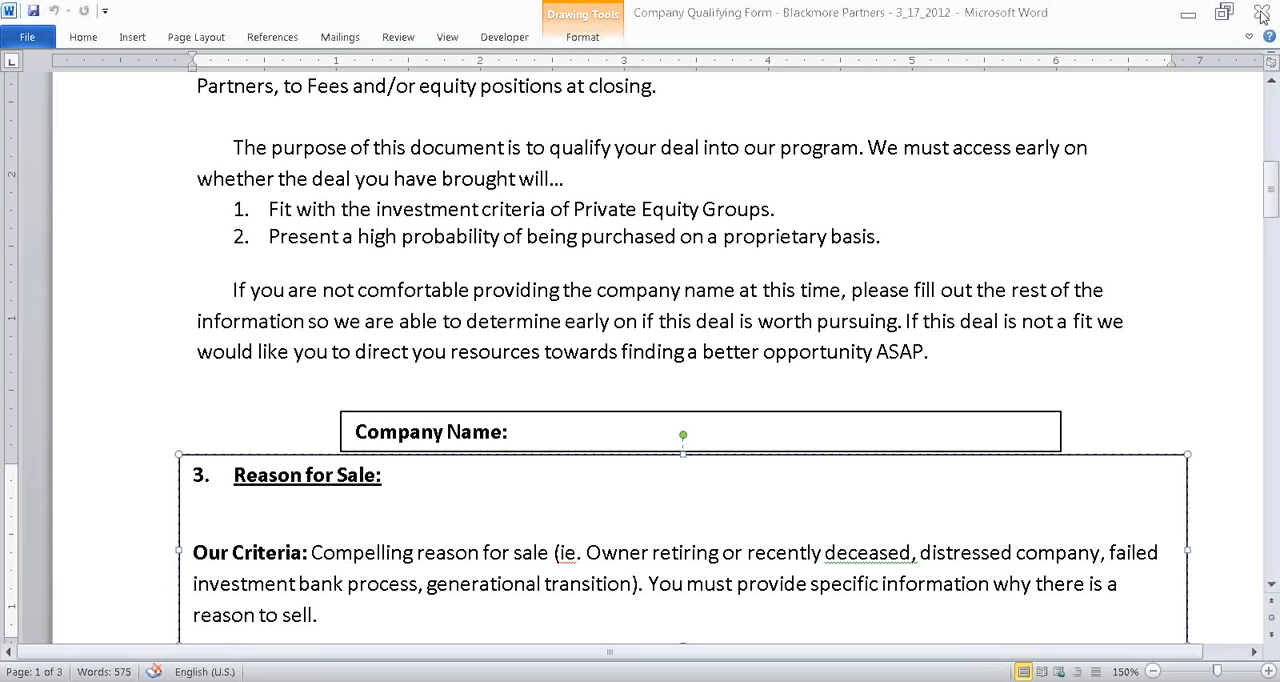 Drawing Tools
Company Qualifying Form - Blackmore Partners - 3_17_2012 - Microsoft Word
File Home Insert Page Layout References Mailings Review View Developer Format
1 2 3 4 5 6 7
Partners, to Fees and/or equity positions at closing.
The purpose of this document is to qualify your deal into our program. We must access early on
whether the deal you have brought will...
1. Fit with the investment criteria of Private Equity Groups.
2. Present a high probability of being purchased on a proprietary basis.
If you are not comfortable providing the company name at this time, please fill out the rest of the
information so we are able to determine early on if this deal is worth pursuing. If this deal is not a fit we
would like you to direct you resources towards finding a better opportunity ASAP.
Company Name:
3. Reason for Sale:
Our Criteria: Compelling reason for sale (ie. Owner retiring or recently deceased, distressed company, failed
investment bank process, generational transition). You must provide specific information why there is a
reason to sell.
Page: 1 of 3 Words: 575 English (U.S.) 150%